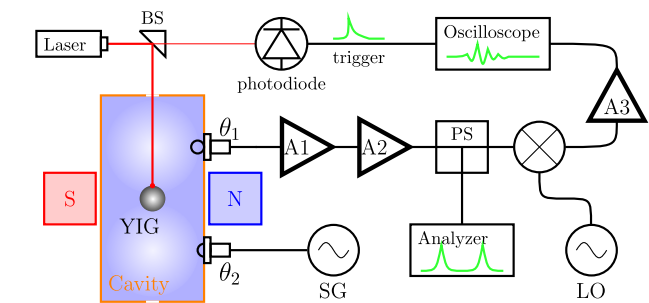 BS
Laser
Oscilloscope
trigger
photodiode
A3
θ1
A1
A2
PS
S
N
YIG
Analyzer
Cavity
θ2
SG
LO